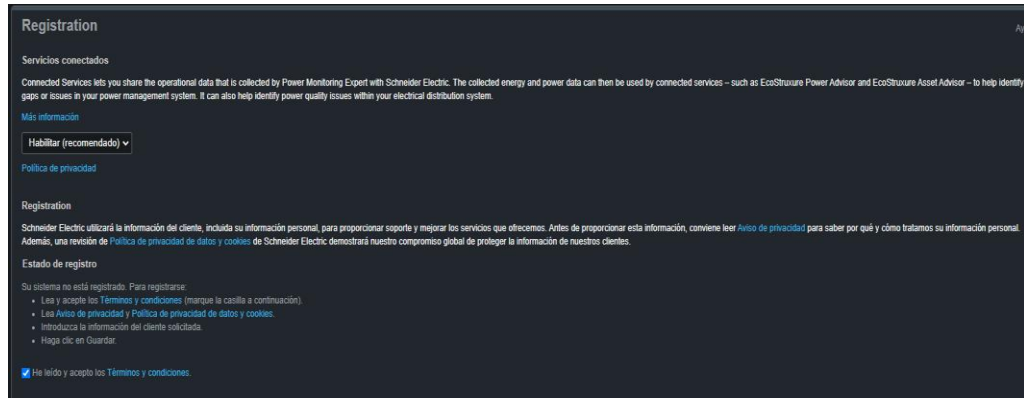 Registration
Ay
Servicios conectados
Connected Services lets you share the operational data that is collected by Power Monitoring Expert with Schneider Electric. The collected energy and power data can then be used by connected services – such as EcoStruxure Power Advisor and EcoStruxure Asset Advisor – to help identify
gaps or issues in your power management system. It can also help identify power quality issues within your electrical distribution system.
Más información
Habilitar (recomendado)
Política de privacidad
Registration
Schneider Electric utilizará la información del cliente, incluida su información personal, para proporcionar soporte y mejorar los servicios que ofrecemos. Antes de proporcionar esta información, conviene leer Aviso de privacidad para saber por qué y cómo tratamos su información personal.
Además, una revisión de Política de privacidad de datos y cookies de Schneider Electric demostrará nuestro compromiso global de proteger la información de nuestros clientes.
Estado de registro
Su sistema no está registrado. Para registrarse:
• Lea y acepte los Términos y condiciones (marque la casilla a continuación).
• Lea Aviso de privacidad y Política de privacidad de datos y cookies.
• Introduzca la información del cliente solicitada.
• Haga clic en Guardar.
He leído y acepto los Términos y condiciones.